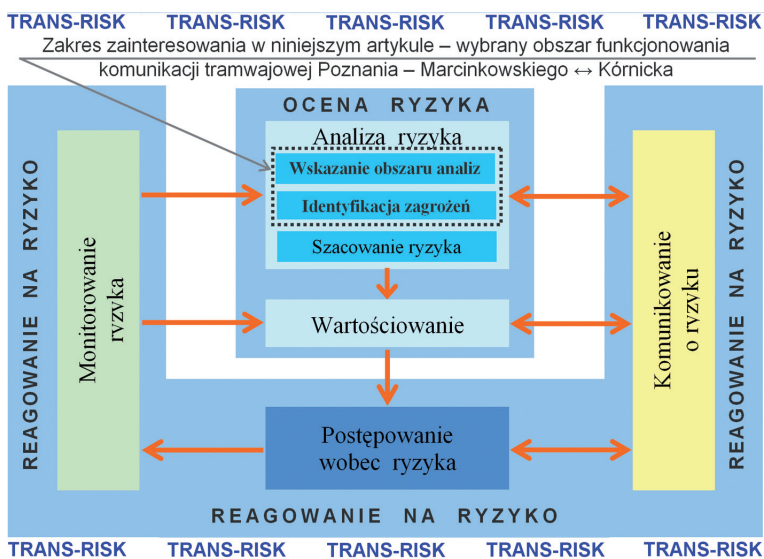 TRANS-RISK TRANS-RISK TRANS-RISK TRANS-RISK TRANS-RISK
Zakres zainteresowania w niniejszym artykule – wybrany obszar funkcjonowania
komunikacji tramwajowej Poznania – Marcinkowskiego ↔ Kórnicka
OCENA RYZYKA
Analiza ryzyka
Wskazanie obszaru analiz
Identyfikacja zagrożeń
Szacowanie ryzyka
Wartościowanie
Postępowanie
wobec ryzyka
REAGOWANIE NA RYZYKO
Monitorowanie
ryzyka
Komunikowanie
o ryzyku
REAGOWANIE NA RYZYKO
REAGOWANIE NA RYZYKO
TRANS-RISK TRANS-RISK TRANS-RISK TRANS-RISK TRANS-RISK